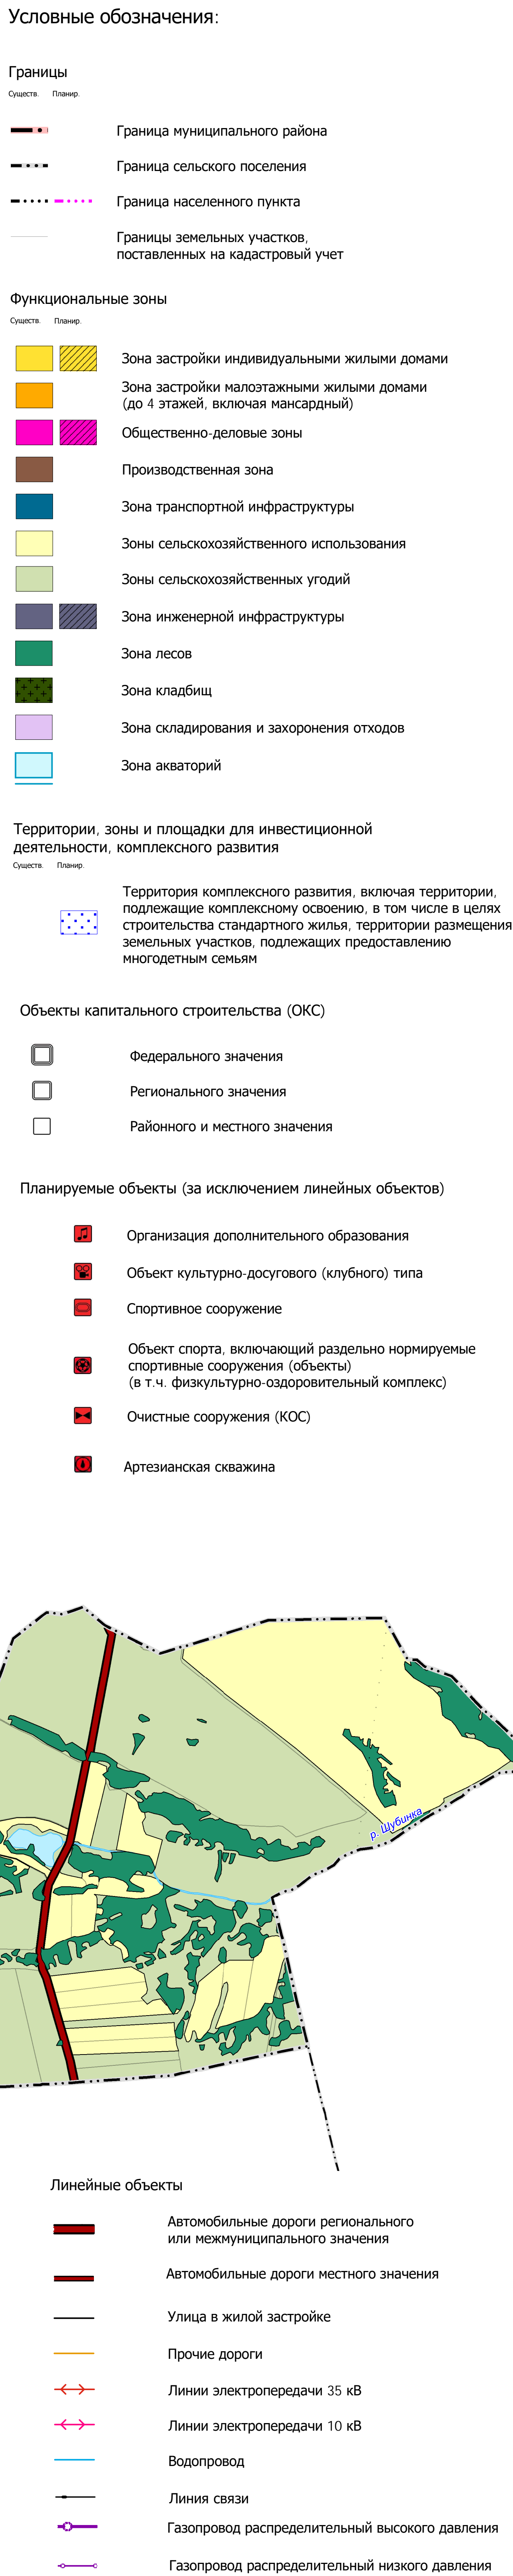 Условные обозначения:
Границы
Существ. Планир.
Граница муниципального района
Граница сельского поселения
Граница населенного пункта
Границы земельных участков,
поставленных на кадастровый учет
Функциональные зоны
Существ. Планир.
Зона застройки индивидуальными жилыми домами
Зона застройки малоэтажными жилыми домами
(до 4 этажей, включая мансардный)
Общественно-деловые зоны
Производственная зона
Зона транспортной инфраструктуры
Зоны сельскохозяйственного использования
Зоны сельскохозяйственных угодий
Зона инженерной инфраструктуры
Зона лесов
Зона кладбищ
Зона складирования и захоронения отходов
Зона акваторий
Территории, зоны и площадки для инвестиционной
деятельности, комплексного развития
Существ. Планир.
Территория комплексного развития, включая территории,
подлежащие комплексному освоению, в том числе в целях
строительства стандартного жилья, территории размещения
земельных участков, подлежащих предоставлению
многодетным семьям
Объекты капитального строительства (ОКС)
Федерального значения
Регионального значения
Районного и местного значения
Планируемые объекты (за исключением линейных объектов)
Организация дополнительного образования
Объект культурно-досугового (клубного) типа
Спортивное сооружение
Объект спорта, включающий раздельно нормируемые
спортивные сооружения (объекты)
(в т.ч. физкультурно-оздоровительный комплекс)
Очистные сооружения (КОС)
Артезианская скважина
р. Шубинка
Линейные объекты
Автомобильные дороги регионального
или межмуниципального значения
Автомобильные дороги местного значения
Улица в жилой застройке
Прочие дороги
Линии электропередачи 35 кВ
Линии электропередачи 10 кВ
Водопровод
Линия связи
Газопровод распределительный высокого давления
Газопровод распределительный низкого давления